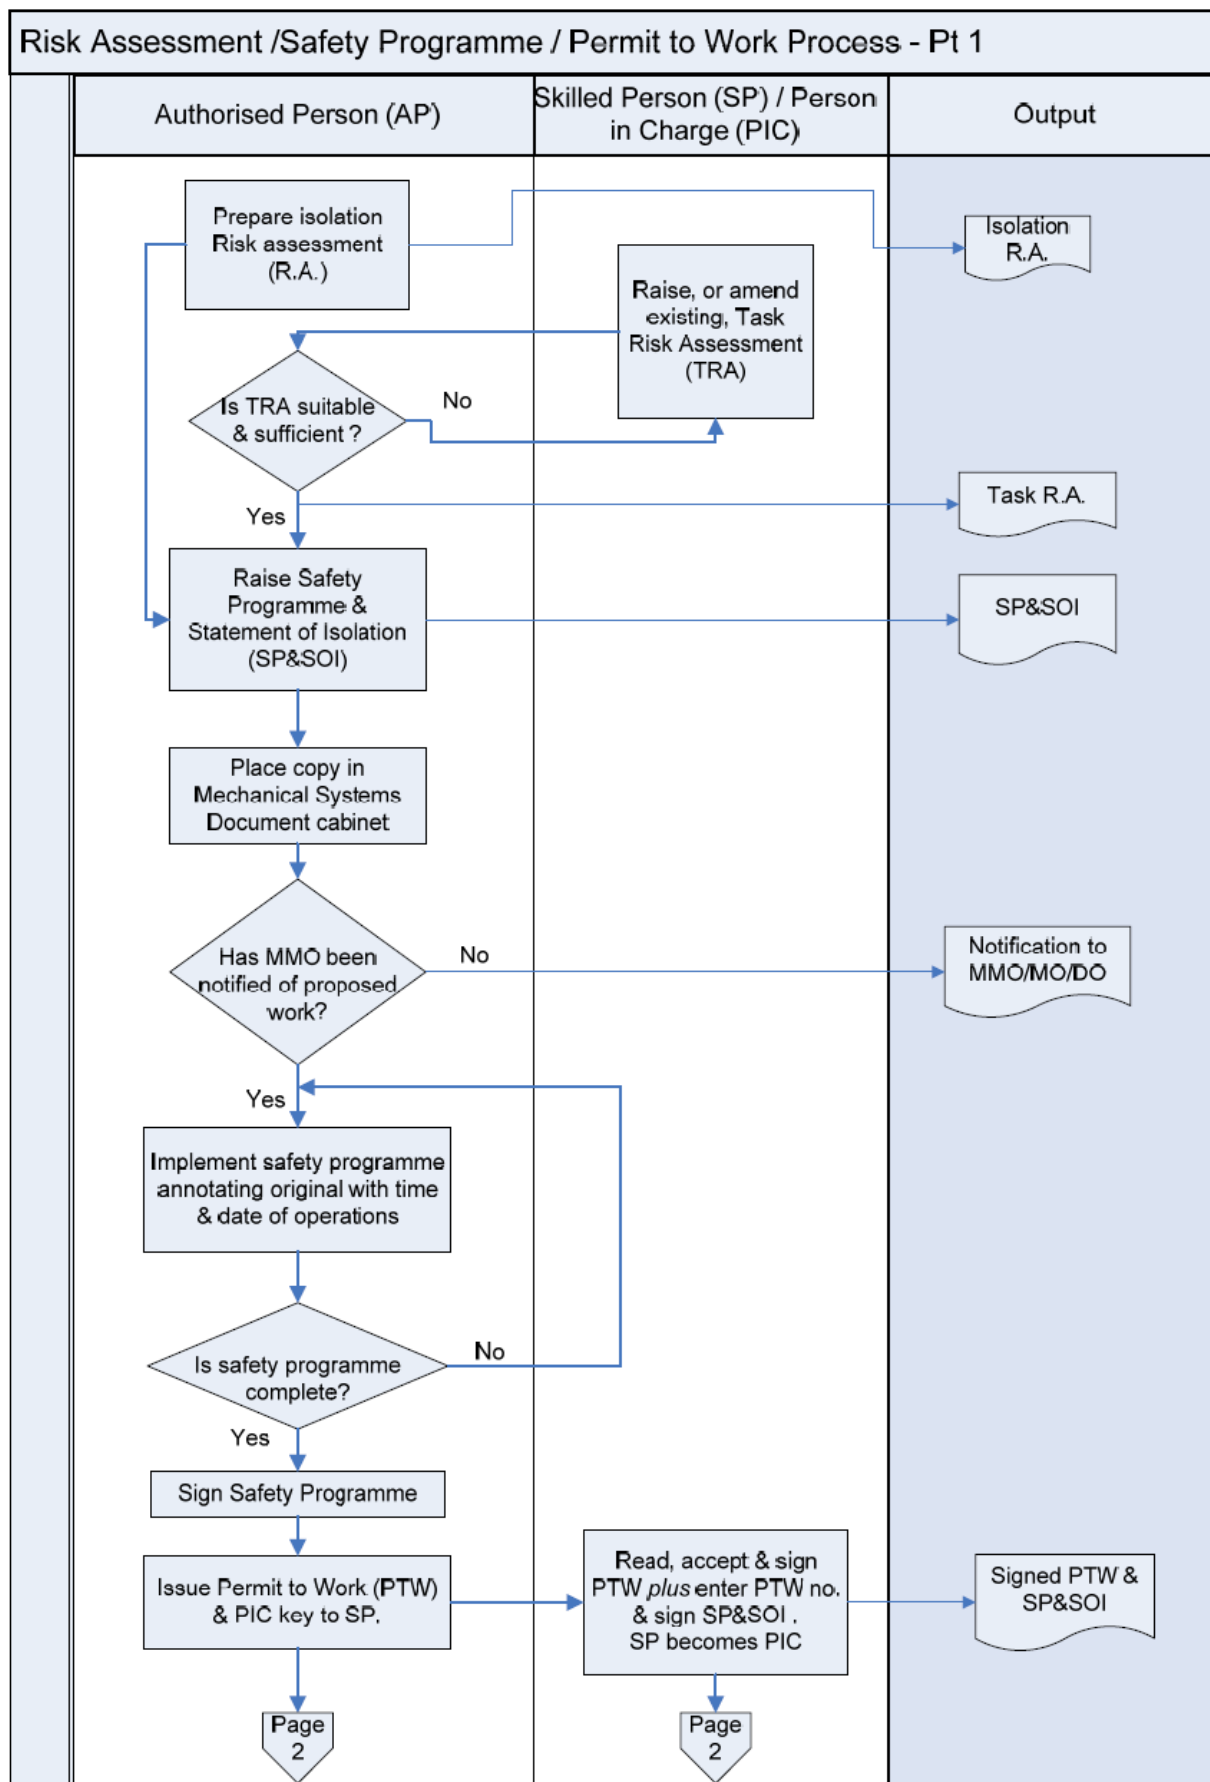 Risk Assessment /Safety Programme / Permit to Work Process - Pt 1
Authorised Person (AP)
Skilled Person (SP) / Person
in Charge (PIC)
Output
Prepare isolation
Risk assessment
(R.A.)
Isolation
R.A.
Raise, or amend
existing, Task
Risk Assessment
(TRA)
Is TRA suitable
& sufficient ?
No
Yes
Task R.A.
Raise Safety
Programme &
Statement of Isolation
(SP&SOI)
SP&SOI
Place copy in
Mechanical Systems
Document cabinet
Has MMO been
notified of proposed
work?
No
Notification to
MMO/MO/DO
Yes
Implement safety programme
annotating original with time
& date of operations
Is safety programme
complete?
No
Yes
Sign Safety Programme
Issue Permit to Work (PTW)
& PIC key to SP.
Read, accept & sign
PTW plus enter PTW no.
& sign SP&SOI .
SP becomes PIC
Signed PTW &
SP&SOI
Page
2
Page
2